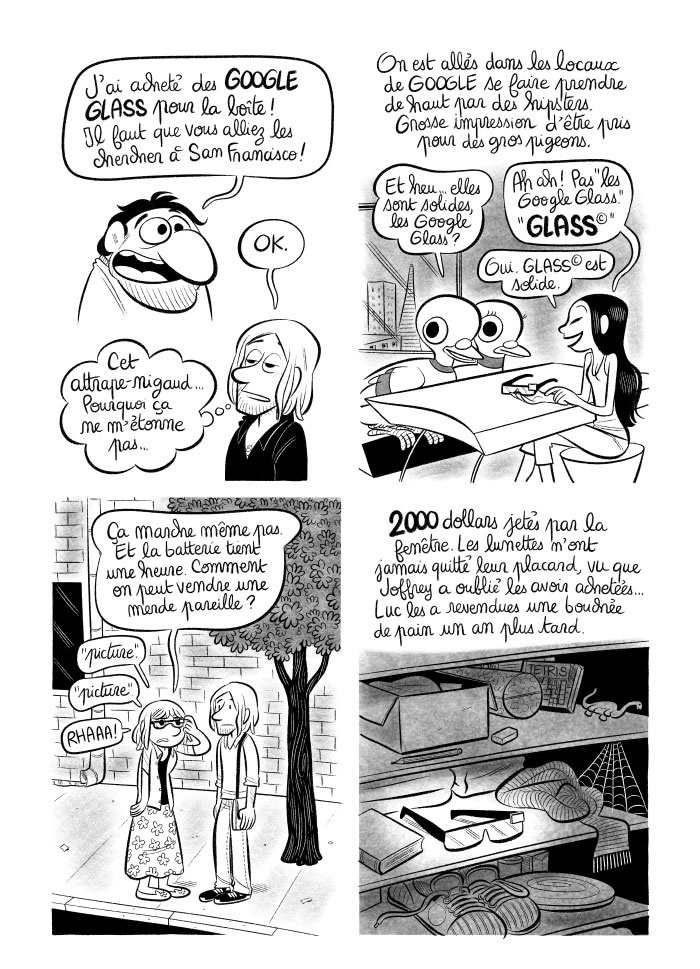 J'ai acheté des GOOGLE
GLASS pour la boîte !
Il faut que vous alliez les
chercher à San Francisco !
OK.
Cet
attrape-nigaud...
Pourquoi ça
ne m'étonne
pas...
On est allés dans les locaux
de GOOGLE se faire prendre
de haut par des hipsters.
Grosse impression d'être pris
pour des gros pigeons.
Et heu... elles
sont solides,
les Google
Glass ?
Ah ah ! Pas "les
Google Glass."
"GLASS©"
Oui. GLASS© est
solide.
Ça marche même pas.
Et la batterie tient
une heure. Comment
on peut vendre une
merde pareille ?
"picture".
"picture".
RHAAA !
2000 dollars jetés par la
fenêtre. Les lunettes n'ont
jamais quitté leur placard, vu que
Joffrey a oublié les avoir achetées...
Luc les a revendues une bouchée
de pain un an plus tard.
TETRIS